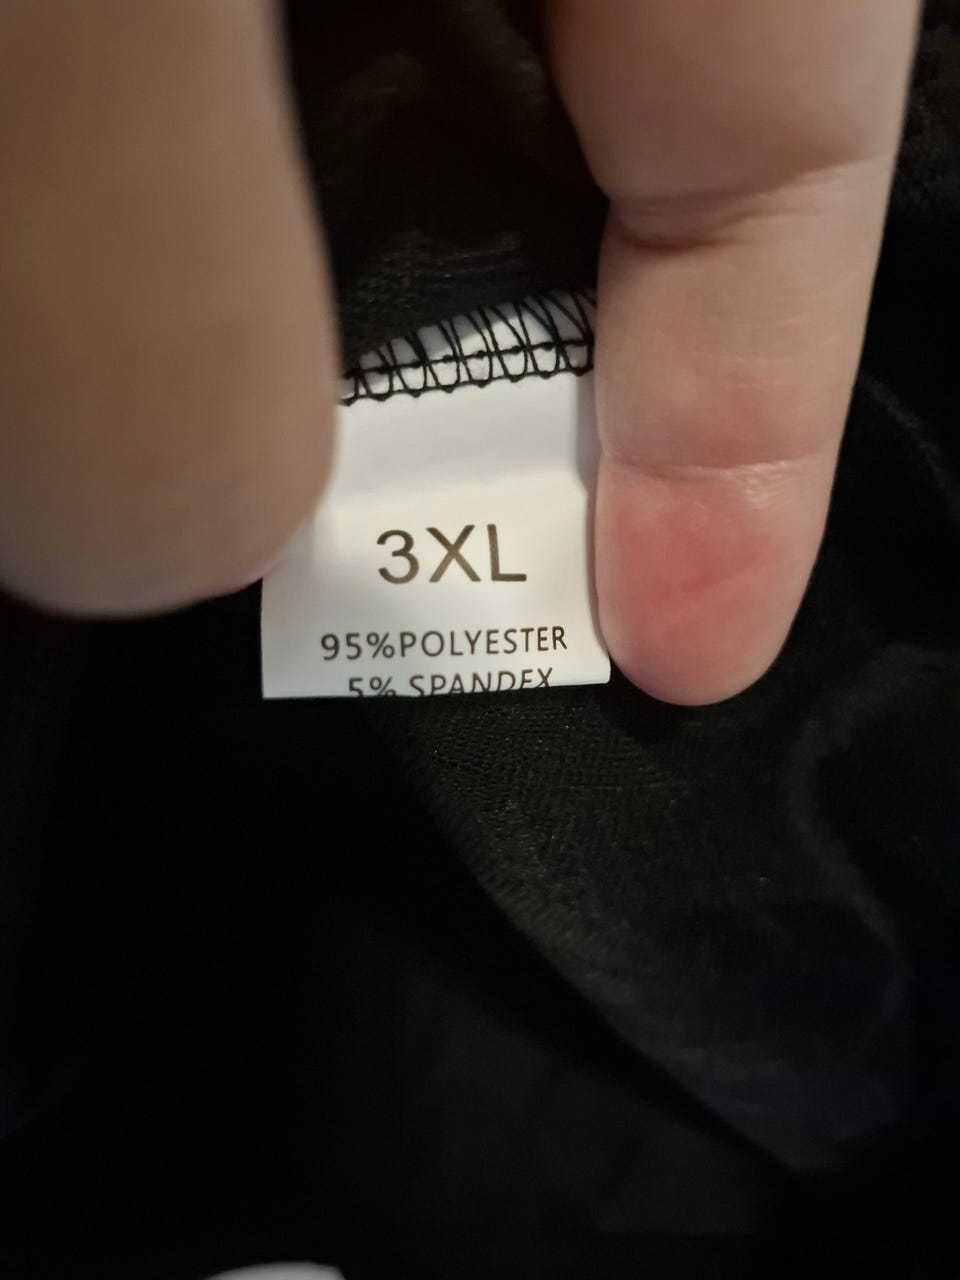 3XL
95%POLYESTER
5% SPANDEX